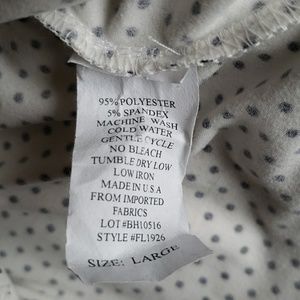 95% POLYESTER
5% SPANDEX
MACHINE WASH
COLD WATER
GENTLE CYCLE
NO BLEACH
TUMBLE DRY LOW
LOW IRON
MADE IN U S A
FROM IMPORTED
FABRICS
LOT #BH10516
STYLE #FL1926
SIZE: LARGE